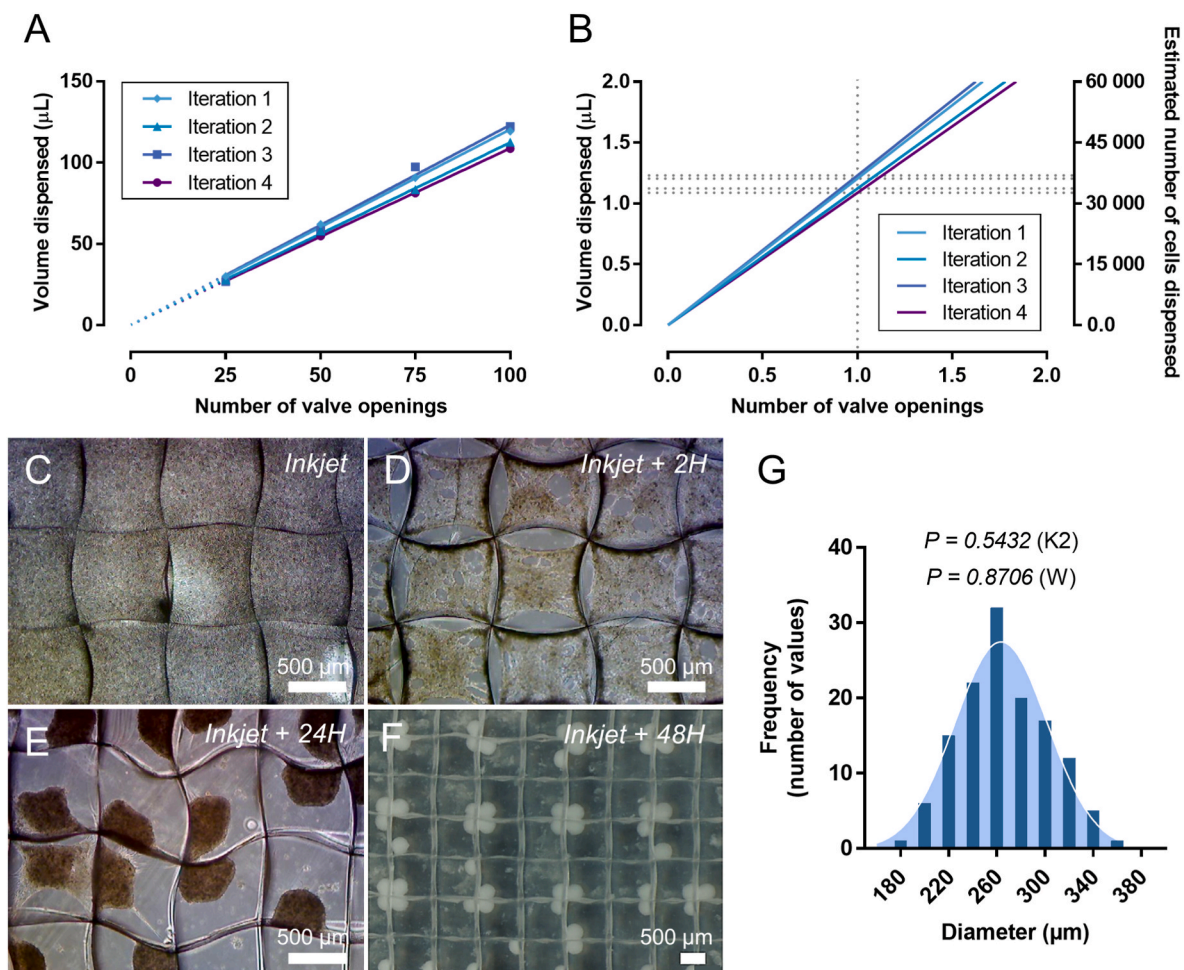 A
150
100
50
0
Volume dispensed (µL)
Iteration 1
Iteration 2
Iteration 3
Iteration 4
0
25
50
75
100
Number of valve openings
B
2.0
1.5
1.0
0.5
0.0
Volume dispensed (µL)
60 000
45 000
30 000
15 000
0.0
Estimated number of cells dispensed
Iteration 1
Iteration 2
Iteration 3
Iteration 4
0.0
0.5
1.0
1.5
2.0
Number of valve openings
C
Inkjet
500 µm
D
Inkjet + 2H
500 µm
E
Inkjet + 24H
500 µm
F
Inkjet + 48H
500 µm
G
P = 0.5432 (K2)
P = 0.8706 (W)
40
30
20
10
0
Frequency
(number of values)
180
220
260
300
340
380
Diameter (µm)